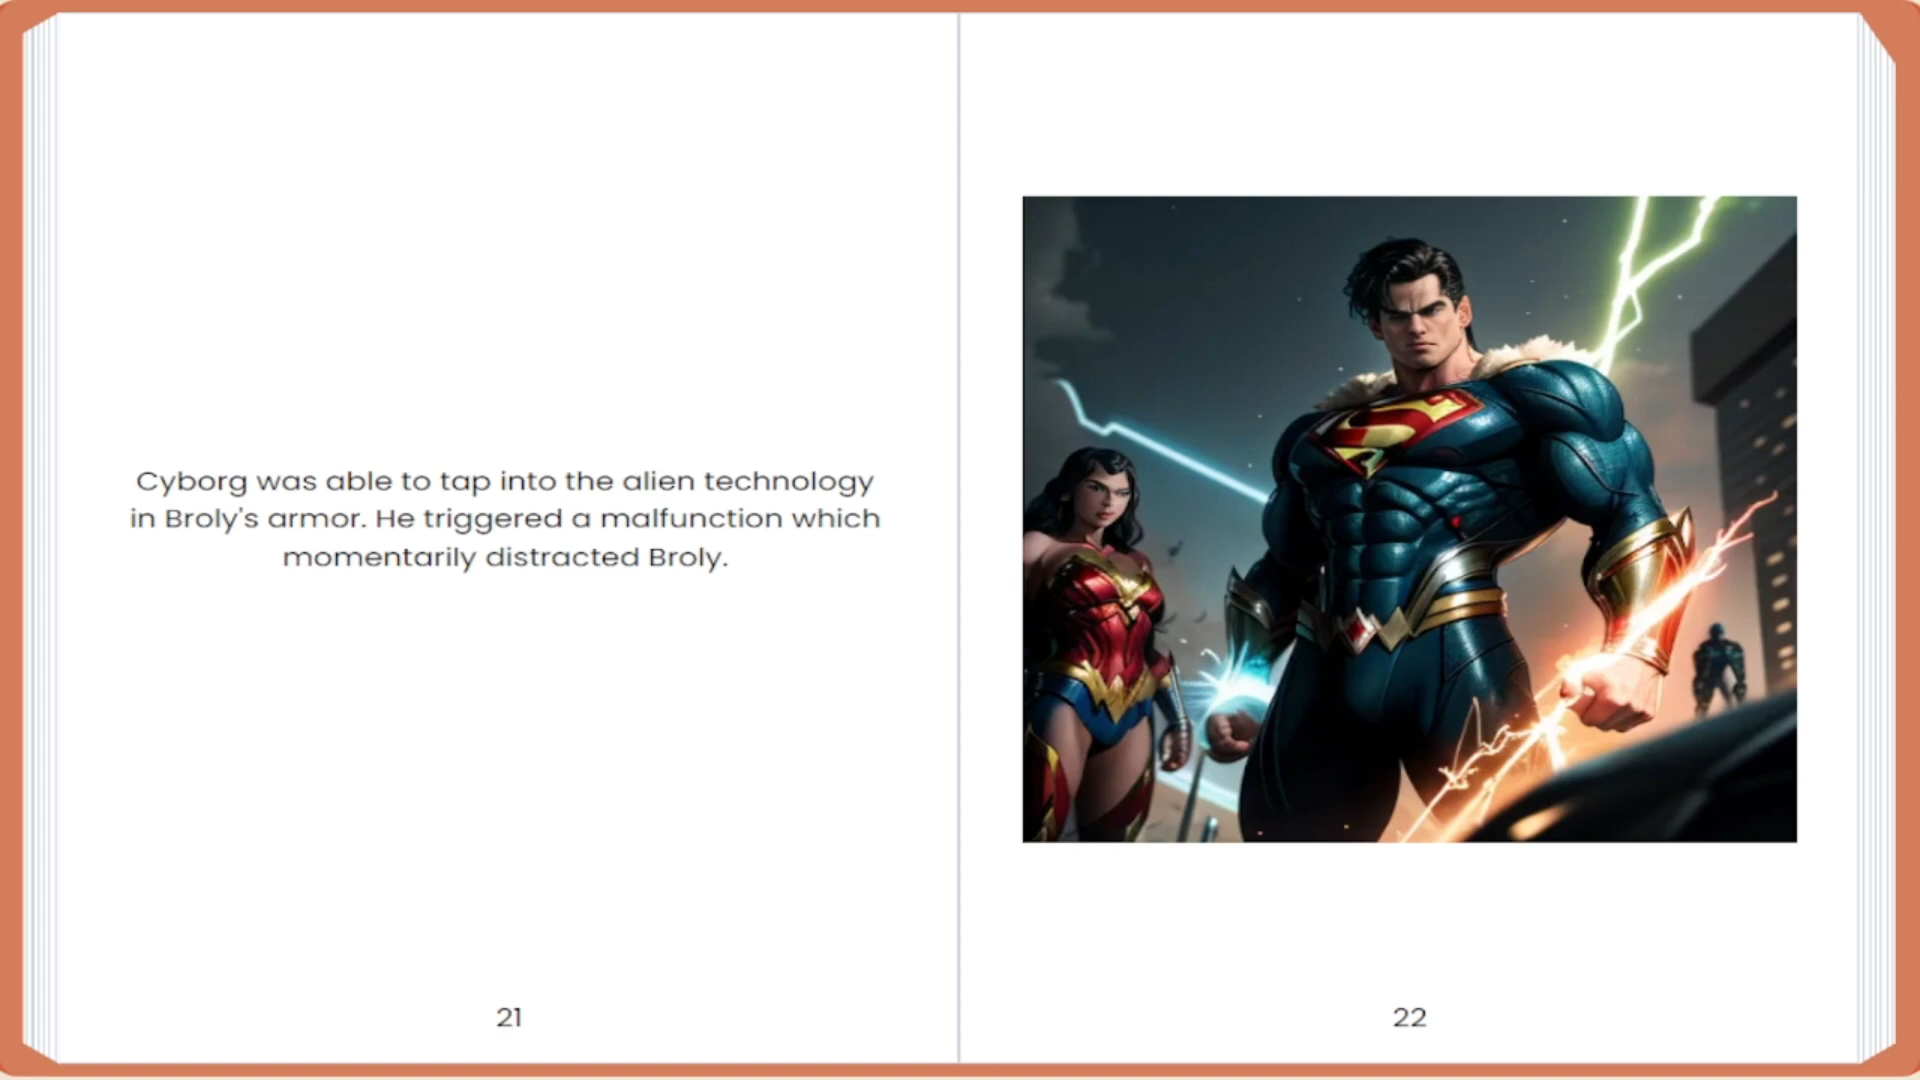 Cyborg was able to tap into the alien technology
in Broly's armor. He triggered a malfunction which
momentarily distracted Broly.
21
22